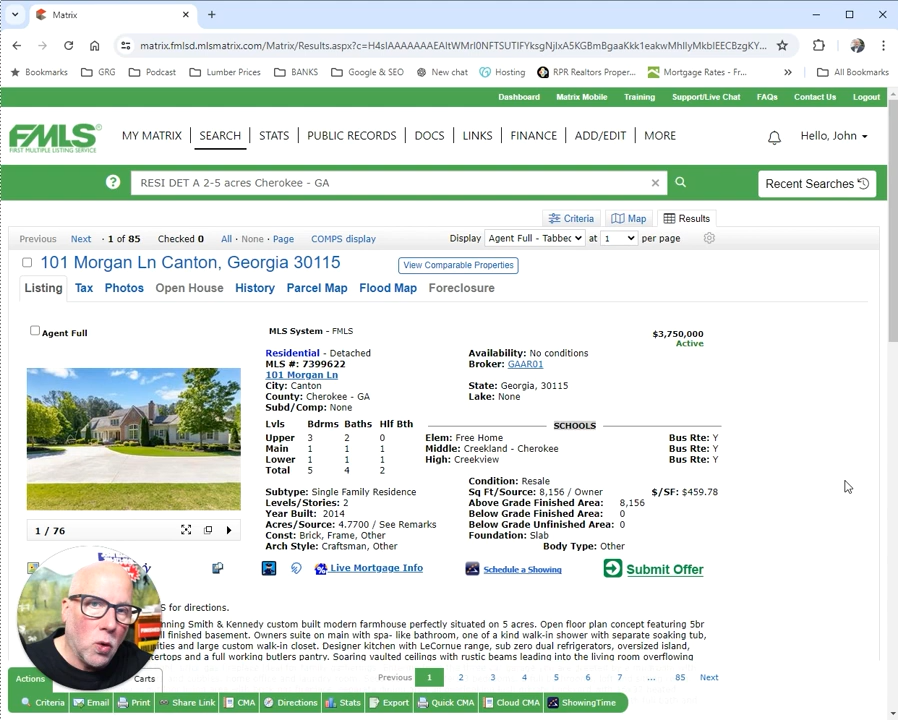 Matrix
matrix.fmlsd.mlsmatrix.com/Matrix/Results.aspx?c=H4sIAAAAAAEAItWMrI0NFTSUTIFYksgNjIxA5KGBmBgaaKkk1eakwMhIIyMkbIEECBzgKY...
Bookmarks GRG Podcast Lumber Prices BANKS Google & SEO New chat Hosting RPR Realtors Proper... Mortgage Rates - Fr... » All Bookmarks
Dashboard Matrix Mobile Training Support/Live Chat FAQs Contact Us Logout
FMLS®
FIRST MULTIPLE LISTING SERVICE
MY MATRIX SEARCH STATS PUBLIC RECORDS DOCS LINKS FINANCE ADD/EDIT MORE Hello, John
? RESI DET A 2-5 acres Cherokee - GA Recent Searches
Criteria Map Results
Previous Next · 1 of 85 Checked 0 All · None · Page COMPS display Display Agent Full - Tabbec at 1 per page
101 Morgan Ln Canton, Georgia 30115 View Comparable Properties
Listing Tax Photos Open House History Parcel Map Flood Map Foreclosure
Agent Full MLS System - FMLS $3,750,000
Active
Residential - Detached Availability: No conditions
MLS #: 7399622 Broker: GAAR01
101 Morgan Ln
City: Canton State: Georgia, 30115
County: Cherokee - GA Lake: None
Subd/Comp: None
Lvls Bdrms Baths Hlf Bth SCHOOLS
Upper 3 2 0 Elem: Free Home Bus Rte: Y
Main 1 1 1 Middle: Creekland - Cherokee Bus Rte: Y
Lower 1 1 1 High: Creekview Bus Rte: Y
Total 5 4 2
Condition: Resale
Subtype: Single Family Residence Sq Ft/Source: 8,156 / Owner $/SF: $459.78
Levels/Stories: 2 Above Grade Finished Area: 8,156
Year Built: 2014 Below Grade Finished Area: 0
Acres/Source: 4.7700 / See Remarks Below Grade Unfinished Area: 0
Const: Brick, Frame, Other Foundation: Slab
Arch Style: Craftsman, Other Body Type: Other
1 / 76
Live Mortgage Info Schedule a Showing Submit Offer
S for directions.
nning Smith & Kennedy custom built modern farmhouse perfectly situated on 5 acres. Open floor plan concept featuring 5br
ll finished basement. Owners suite on main with spa- like bathroom, one of a kind walk-in shower with separate soaking tub,
ities and large custom walk-in closet. Designer kitchen with LeCornue range, sub zero dual refrigerators, oversized island,
tertops and a full working butlers pantry. Soaring vaulted ceilings with rustic beams leading into the living room overflowing
Actions Carts Previous 1 2 3 4 5 6 7 ... 85 Next
Criteria Email Print Share Link CMA Directions Stats Export Quick CMA Cloud CMA ShowingTime